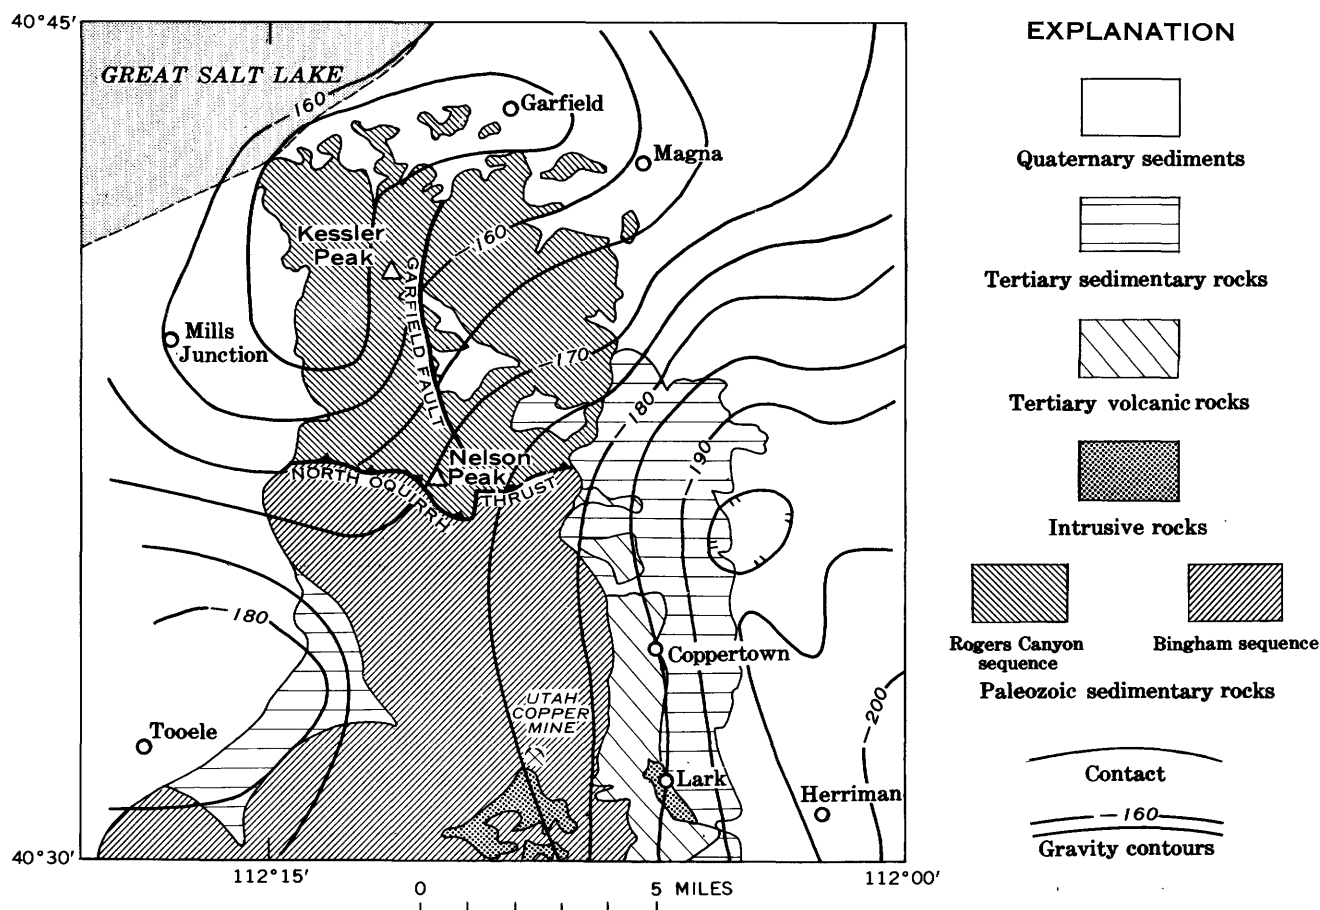 40°45'
GREAT SALT LAKE
160
Garfield
Magna
Kessler
Peak
-160
GARFIELD FAULT
Mills
Junction
-170
-180
-190
Nelson
Peak
NORTH OQUIRRH THRUST
-180
Coppertown
UTAH
COPPER
MINE
-200
Tooele
Lark
Herriman
40°30'
112°15'
112°00'
0
5 MILES
EXPLANATION
Quaternary sediments
Tertiary sedimentary rocks
Tertiary volcanic rocks
Intrusive rocks
Rogers Canyon
sequence
Bingham sequence
Paleozoic sedimentary rocks
Contact
-160
Gravity contours